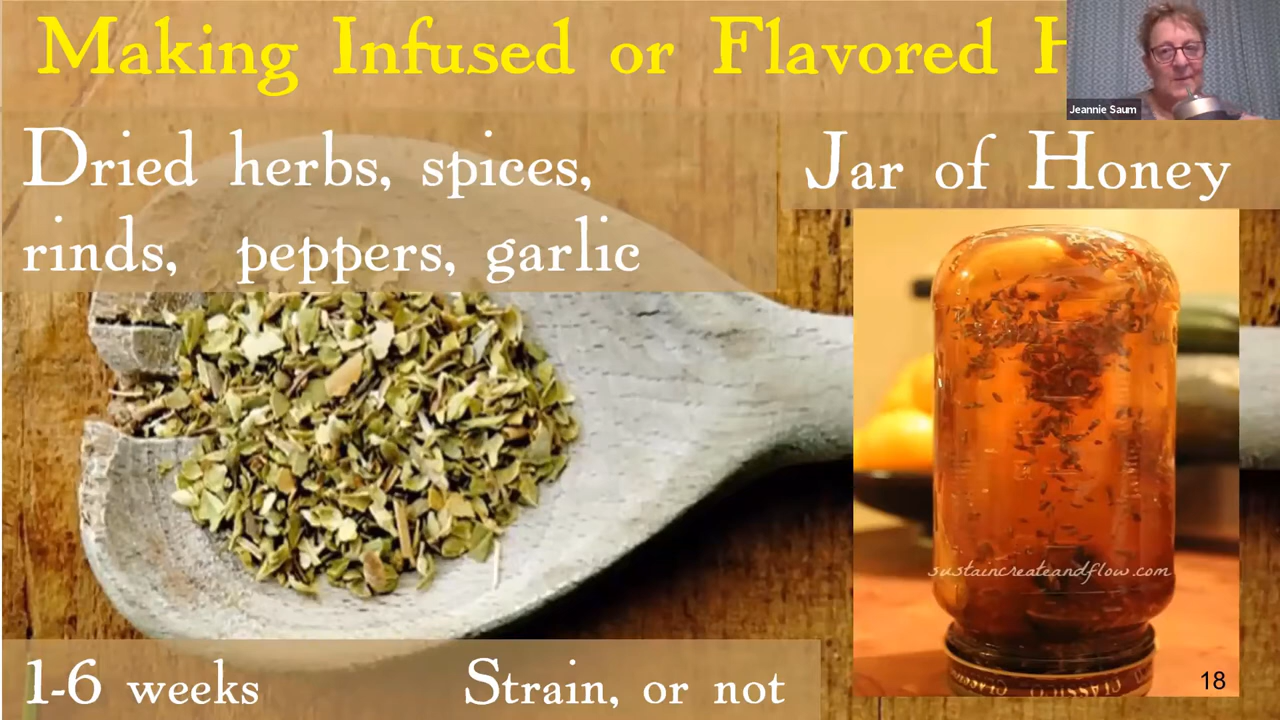 Making Infused or Flavored H
Jeannie Saum
Dried herbs, spices,
rinds, peppers, garlic
Jar of Honey
sustaincreateandflow.com
CLASSICO
1-6 weeks
Strain, or not
18